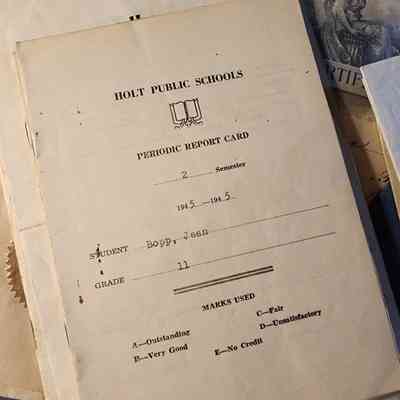 HOLT PUBLIC SCHOOLS
PERIODIC REPORT CARD
2 Semester
1945—1945
STUDENT Bopp, Jean
GRADE 11
MARKS USED
A—Outstanding
B—Very Good
C—Fair
D—Unsatisfactory
E—No Credit
RTIF